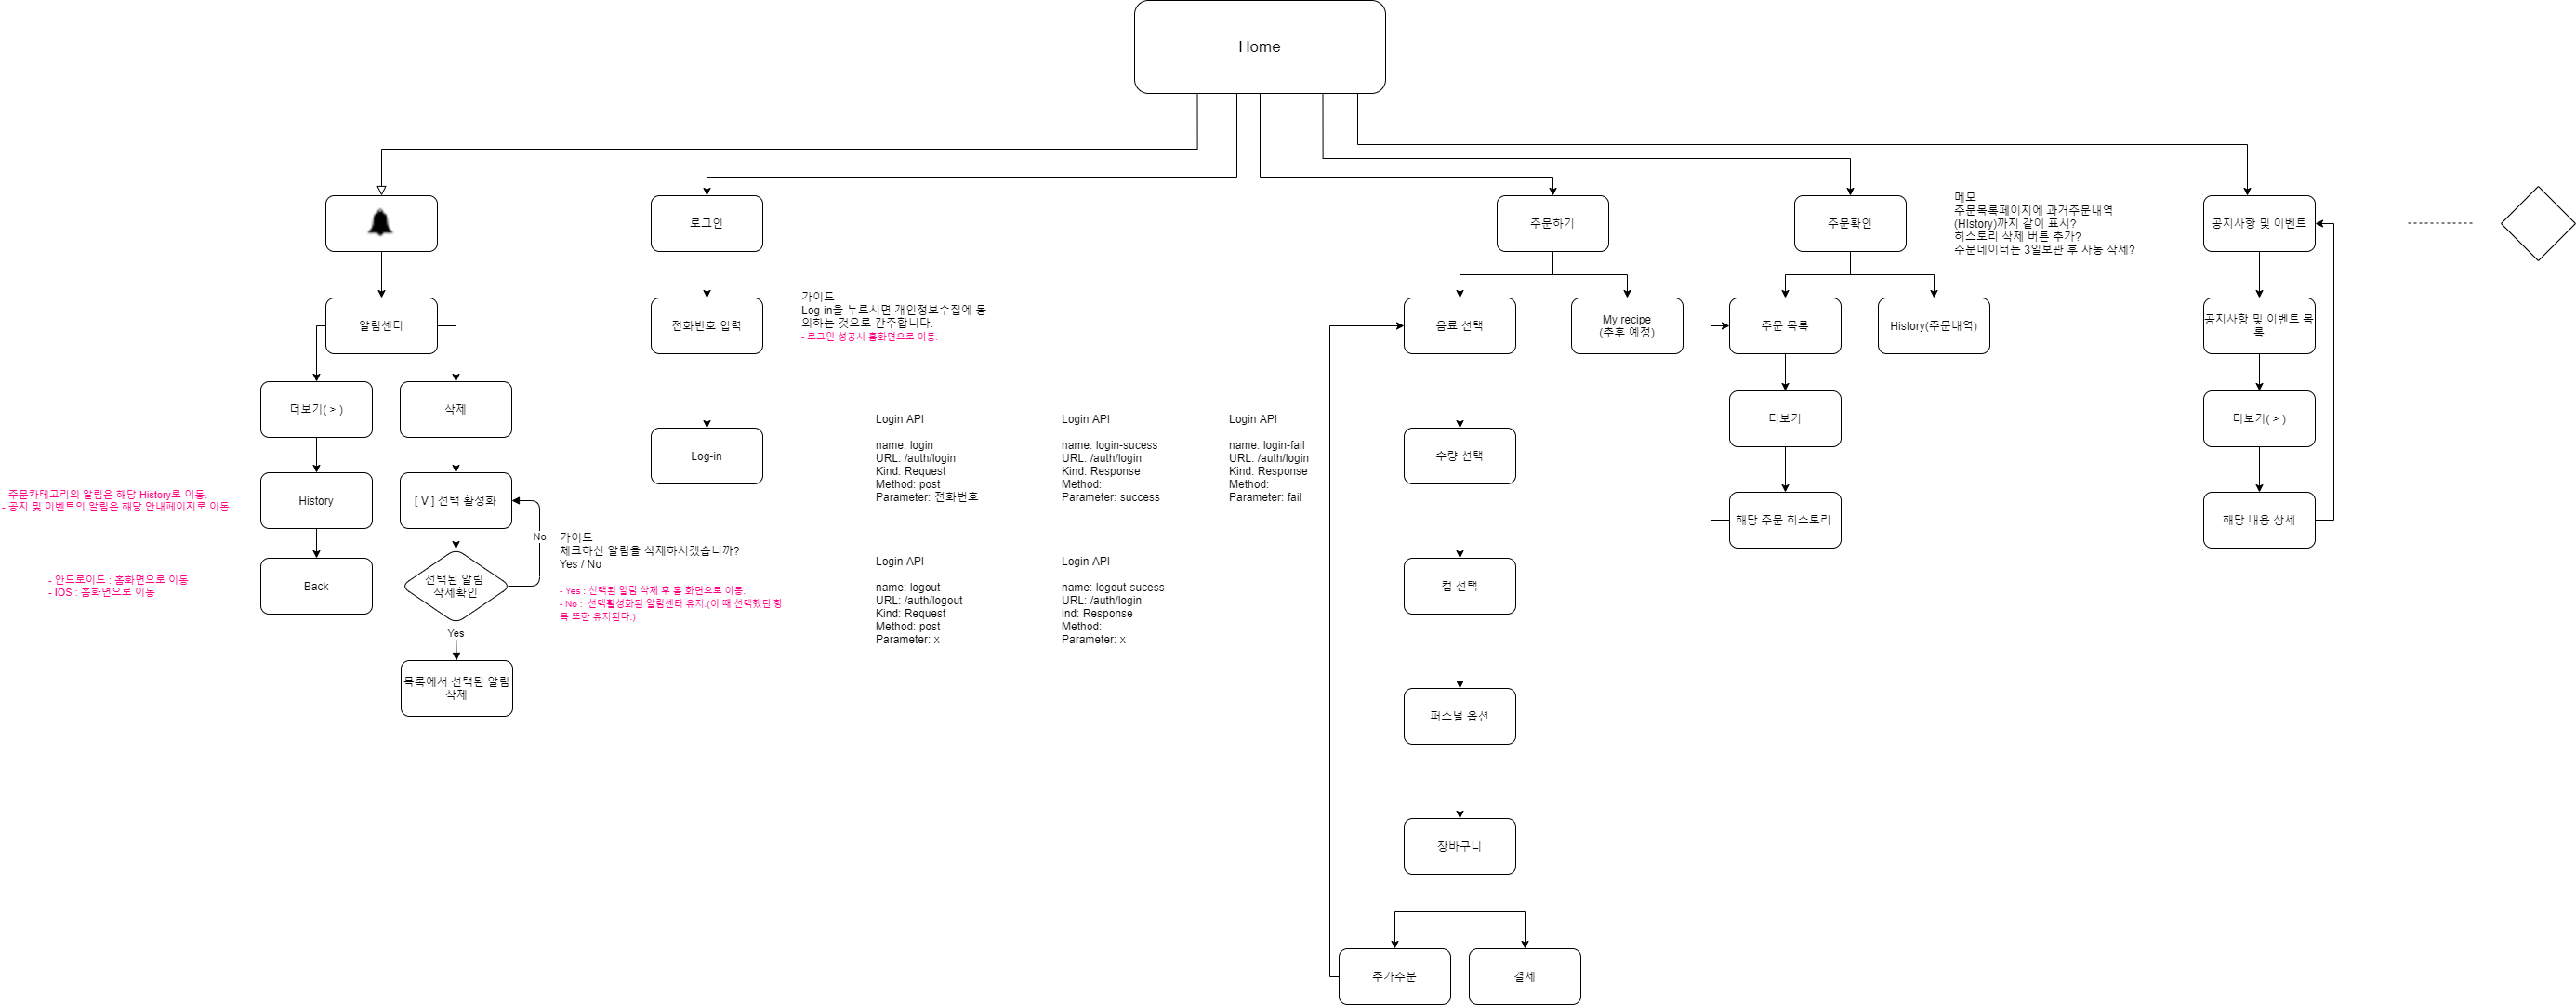 Home
로그인
주문하기
주문확인
메모
주문목록페이지에 과거주문내역
(HIstory)까지 같이 표시?
히스토리 삭제 버튼 추가?
주문데이터는 3일보관 후 자동 삭제?
공지사항 및 이벤트
알림센터
전화번호 입력
가이드
Log-in을 누르시면 개인정보수집에 동
의하는 것으로 간주합니다.
- 로그인 성공시 홈화면으로 이동.
음료 선택
My recipe
(추후 예정)
주문 목록
History(주문내역)
공지사항 및 이벤트 목
록
더보기( > )
삭제
Log-in
Login API
name: login
URL: /auth/login
Kind: Request
Method: post
Parameter: 전화번호
Login API
name: login-sucess
URL: /auth/login
Kind: Response
Method:
Parameter: success
Login API
name: login-fail
URL: /auth/login
Kind: Response
Method:
Parameter: fail
수량 선택
더보기
더보기( > )
- 주문카테고리의 알림은 해당 History로 이동.
- 공지 및 이벤트의 알림은 해당 안내페이지로 이동
History
[ V ] 선택 활성화
No
가이드
체크하신 알림을 삭제하시겠습니까?
Yes / No
- Yes : 선택된 알림 삭제 후 홈 화면으로 이동.
- No : 선택활성화된 알림센터 유지.(이 때 선택했던 항
목 또한 유지된다.)
해당 주문 히스토리
해당 내용 상세
- 안드로이드 : 홈화면으로 이동
- IOS : 홈화면으로 이동
Back
선택된 알림
삭제확인
Yes
목록에서 선택된 알림
삭제
Login API
name: logout
URL: /auth/logout
Kind: Request
Method: post
Parameter: x
Login API
name: logout-sucess
URL: /auth/login
ind: Response
Method:
Parameter: x
컵 선택
퍼스널 옵션
장바구니
추가주문
결제